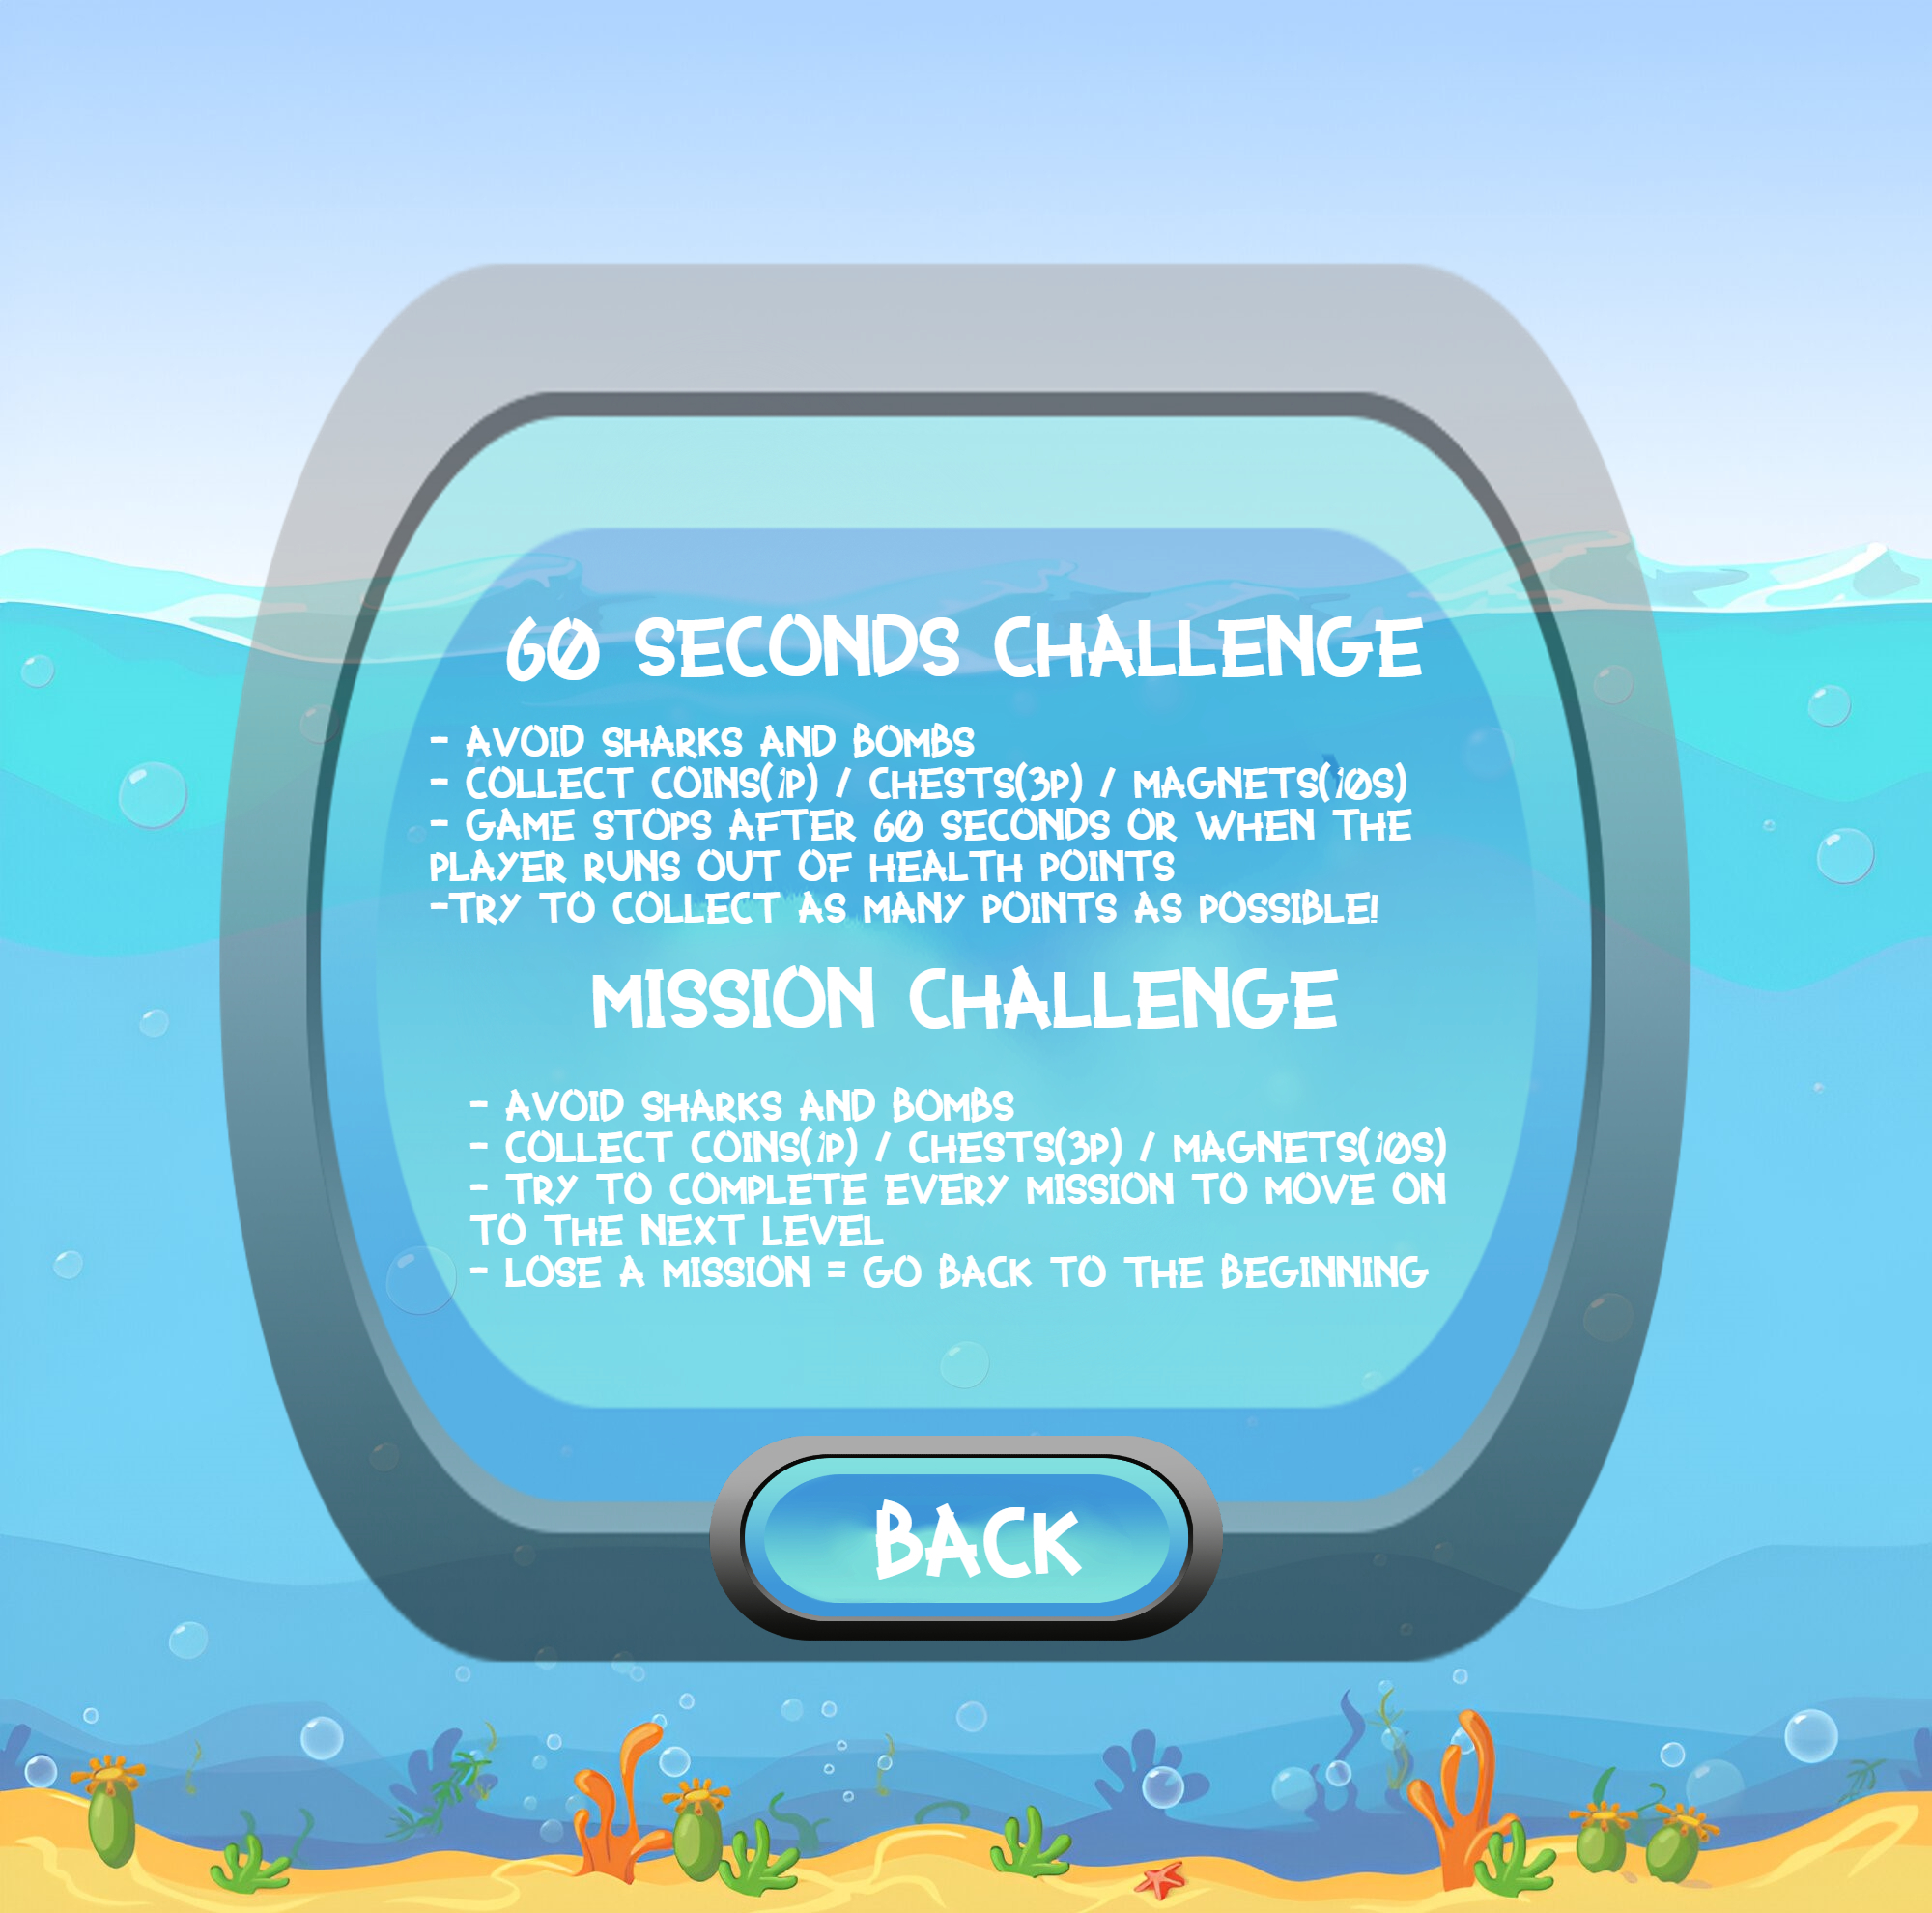 60 SECONDS CHALLENGE
- AVOID SHARKS AND BOMBS
- COLLECT COINS(1P) / CHESTS(3P) / MAGNETS(10S)
- GAME STOPS AFTER 60 SECONDS OR WHEN THE
PLAYER RUNS OUT OF HEALTH POINTS
-TRY TO COLLECT AS MANY POINTS AS POSSIBLE!
MISSION CHALLENGE
- AVOID SHARKS AND BOMBS
- COLLECT COINS(1P) / CHESTS(3P) / MAGNETS(10S)
- TRY TO COMPLETE EVERY MISSION TO MOVE ON
TO THE NEXT LEVEL
- LOSE A MISSION = GO BACK TO THE BEGINNING
BACK